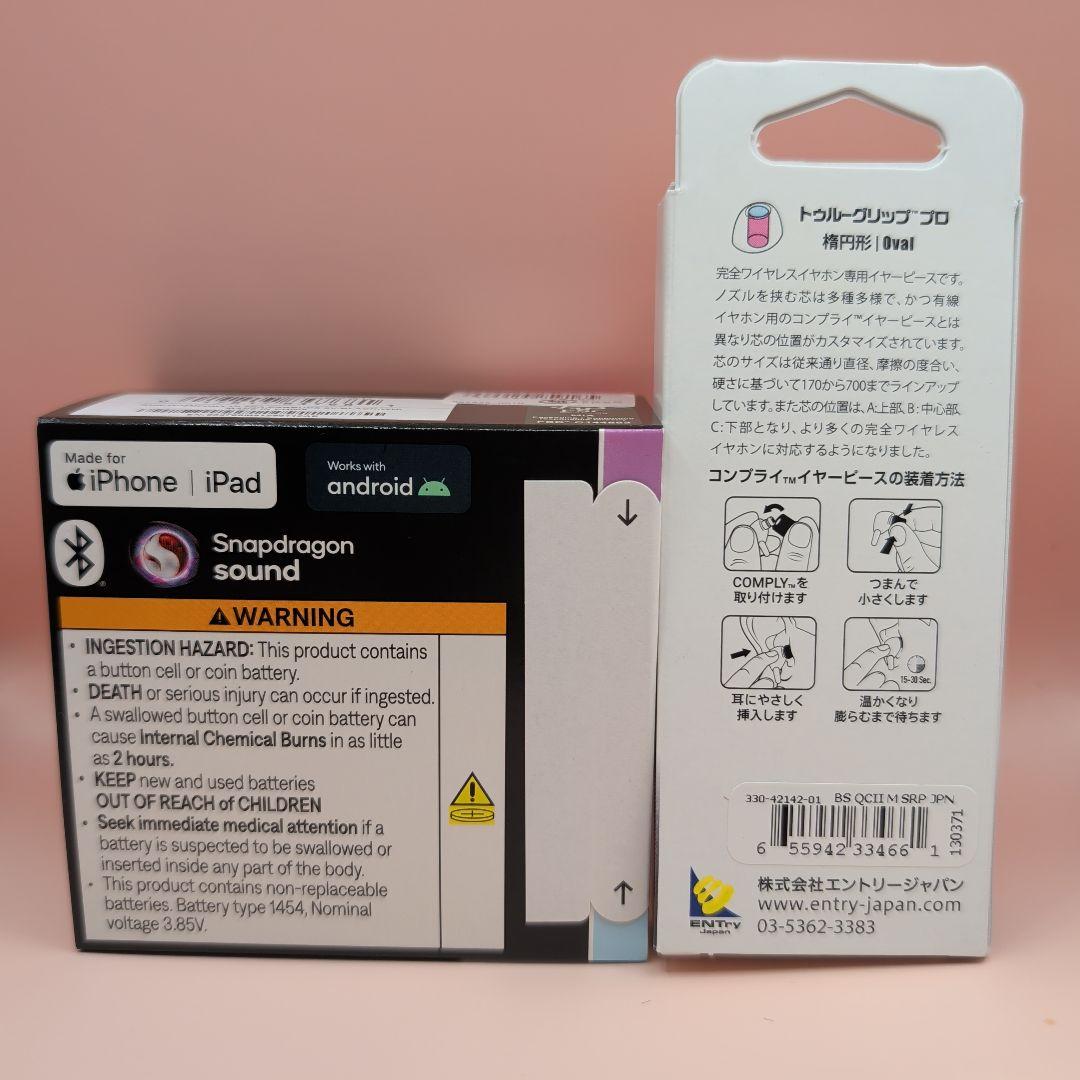 Made for
iPhone | iPad
Works with
android
Snapdragon
sound
WARNING
• INGESTION HAZARD: This product contains
a button cell or coin battery.
• DEATH or serious injury can occur if ingested.
• A swallowed button cell or coin battery can
cause Internal Chemical Burns in as little
as 2 hours.
• KEEP new and used batteries
OUT OF REACH of CHILDREN
• Seek immediate medical attention if a
battery is suspected to be swallowed or
inserted inside any part of the body.
• This product contains non-replaceable
batteries. Battery type 1454, Nominal
voltage 3.85V.
トゥルーグリップ™プロ
楕円形 | Oval
完全ワイヤレスイヤホン専用イヤーピースです。
ノズルを挟む芯は多種多様で、かつ有線
イヤホン用のコンプライ™イヤーピースとは
異なり芯の位置がカスタマイズされています。
芯のサイズは従来通り直径、摩擦の度合い、
硬さに基づいて170から700までラインアップ
しています。また芯の位置は、A:上部、B:中心部、
C:下部となり、より多くの完全ワイヤレス
イヤホンに対応するようになりました。
コンプライ™イヤーピースの装着方法
COMPLY™を
取り付けます
つまんで
小さくします
耳にやさしく
挿入します
15-30 Sec.
温かくなり
膨らむまで待ちます
330-42142-01 BS QCII M SRP JPN
6 55942 33466 1
130371
ENTry
Japan
株式会社エントリージャパン
www.entry-japan.com
03-5362-3383